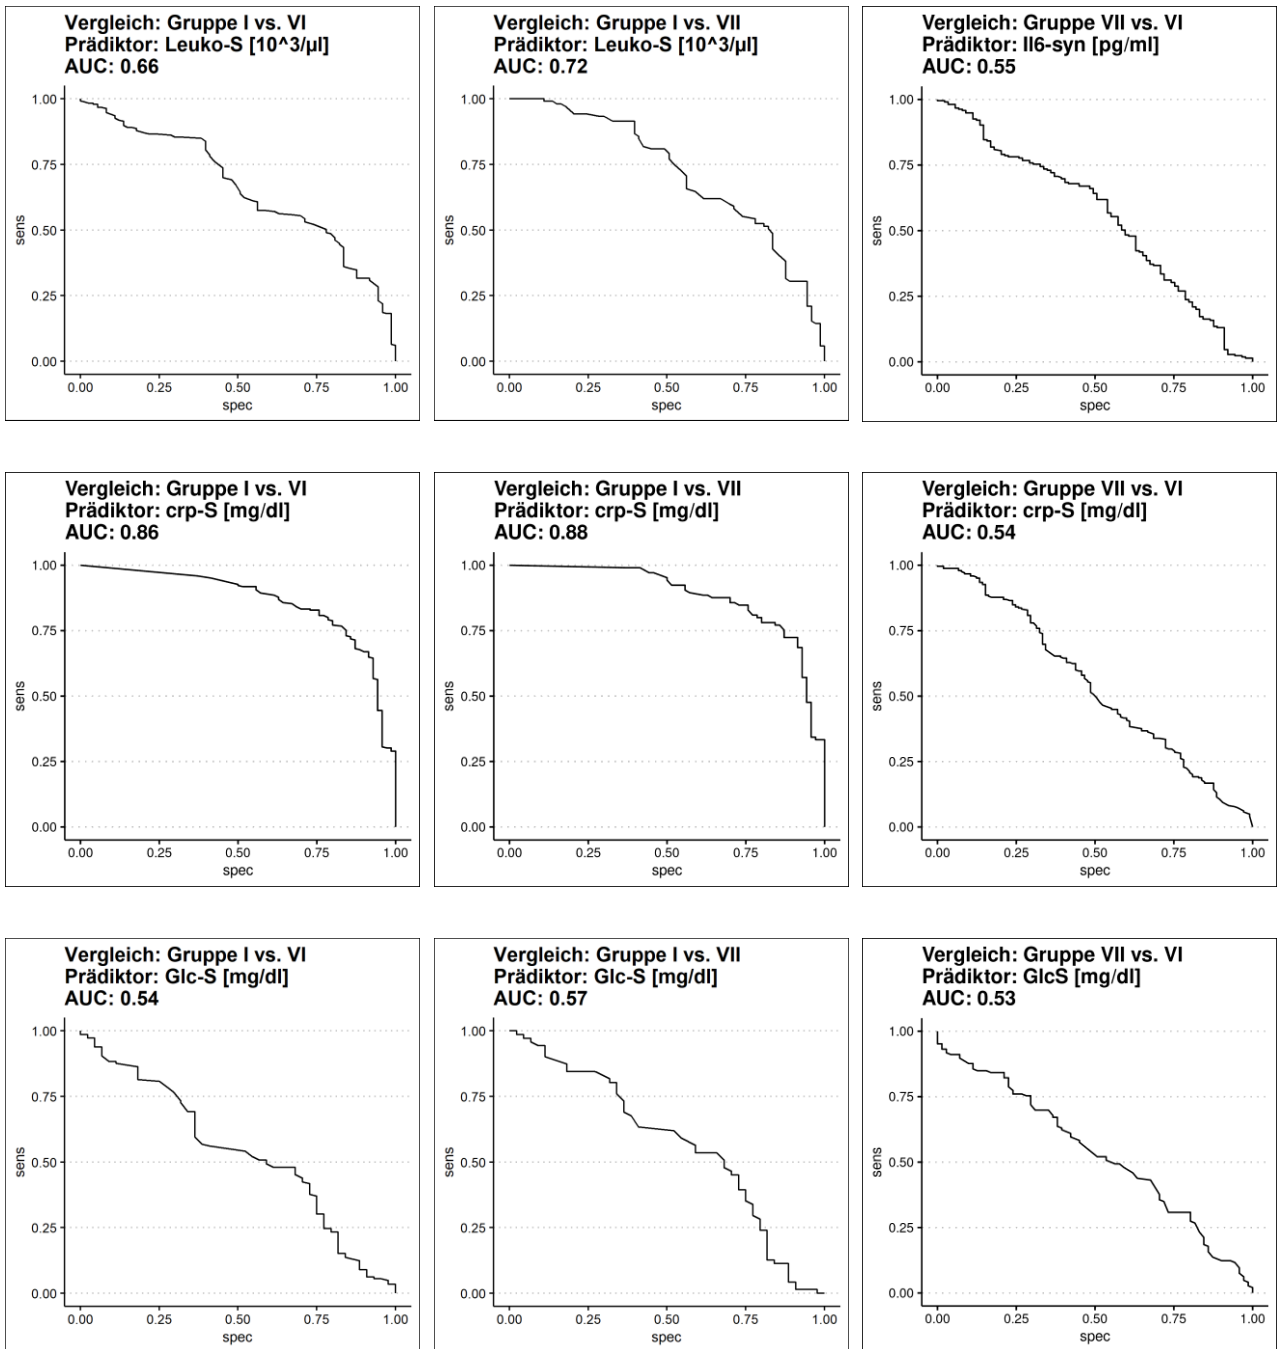 Vergleich: Gruppe I vs. VI
Prädiktor: Leuko-S [10^3/µl]
AUC: 0.66
1.00
0.75
0.50
0.25
0.00
sens
0.00 0.25 0.50 0.75 1.00
spec
Vergleich: Gruppe I vs. VII
Prädiktor: Leuko-S [10^3/µl]
AUC: 0.72
1.00
0.75
0.50
0.25
0.00
sens
0.00 0.25 0.50 0.75 1.00
spec
Vergleich: Gruppe VII vs. VI
Prädiktor: Il6-syn [pg/ml]
AUC: 0.55
1.00
0.75
0.50
0.25
0.00
sens
0.00 0.25 0.50 0.75 1.00
spec
Vergleich: Gruppe I vs. VI
Prädiktor: crp-S [mg/dl]
AUC: 0.86
1.00
0.75
0.50
0.25
0.00
sens
0.00 0.25 0.50 0.75 1.00
spec
Vergleich: Gruppe I vs. VII
Prädiktor: crp-S [mg/dl]
AUC: 0.88
1.00
0.75
0.50
0.25
0.00
sens
0.00 0.25 0.50 0.75 1.00
spec
Vergleich: Gruppe VII vs. VI
Prädiktor: crp-S [mg/dl]
AUC: 0.54
1.00
0.75
0.50
0.25
0.00
sens
0.00 0.25 0.50 0.75 1.00
spec
Vergleich: Gruppe I vs. VI
Prädiktor: Glc-S [mg/dl]
AUC: 0.54
1.00
0.75
0.50
0.25
0.00
sens
0.00 0.25 0.50 0.75 1.00
spec
Vergleich: Gruppe I vs. VII
Prädiktor: Glc-S [mg/dl]
AUC: 0.57
1.00
0.75
0.50
0.25
0.00
sens
0.00 0.25 0.50 0.75 1.00
spec
Vergleich: Gruppe VII vs. VI
Prädiktor: GlcS [mg/dl]
AUC: 0.53
1.00
0.75
0.50
0.25
0.00
sens
0.00 0.25 0.50 0.75 1.00
spec